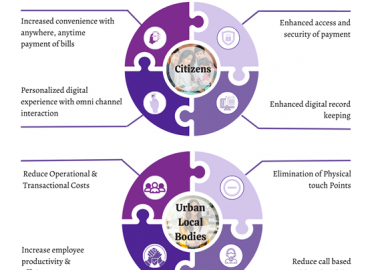 Increased convenience with
anywhere, anytime
payment of bills
Enhanced access and
security of payment
Citizens
Personalized digital
experience with omni channel
interaction
Enhanced digital record
keeping
Reduce Operational &
Transactional Costs
Elimination of Physical
touch Points
Urban
Local
Bodies
Increase employee
productivity &
Reduce call based